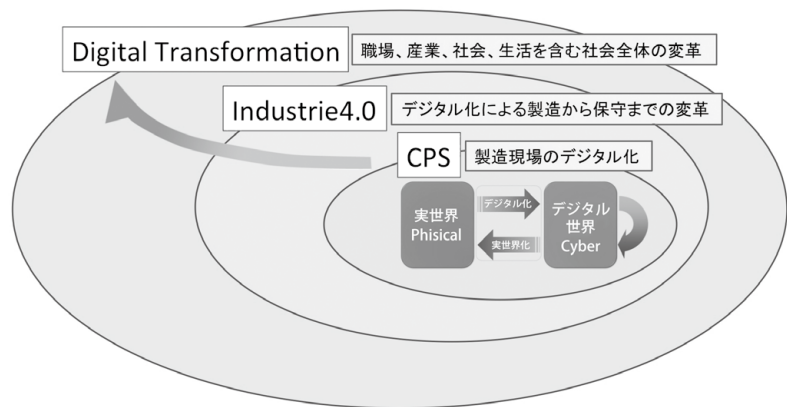 Digital Transformation
職場、産業、社会、生活を含む社会全体の変革
Industrie4.0
デジタル化による製造から保守までの変革
CPS
製造現場のデジタル化
実世界
Phisical
デジタル化
実世界化
デジタル
世界
Cyber